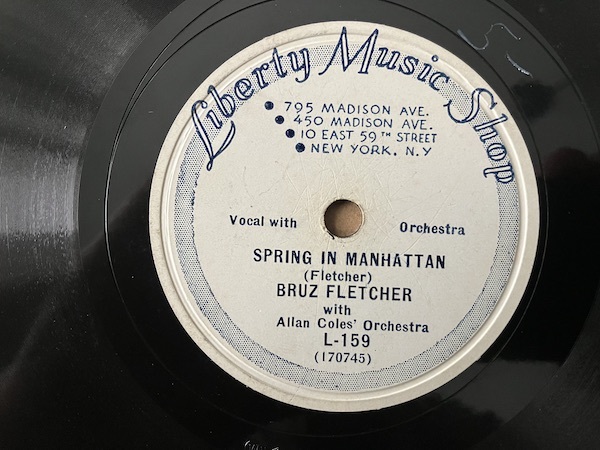 Liberty Music Shop
• 795 MADISON AVE.
• 450 MADISON AVE.
• 10 EAST 59TH STREET
• NEW YORK. N.Y
Vocal with Orchestra
SPRING IN MANHATTAN
(Fletcher)
BRUZ FLETCHER
with
Allan Coles' Orchestra
L-159
(170745)